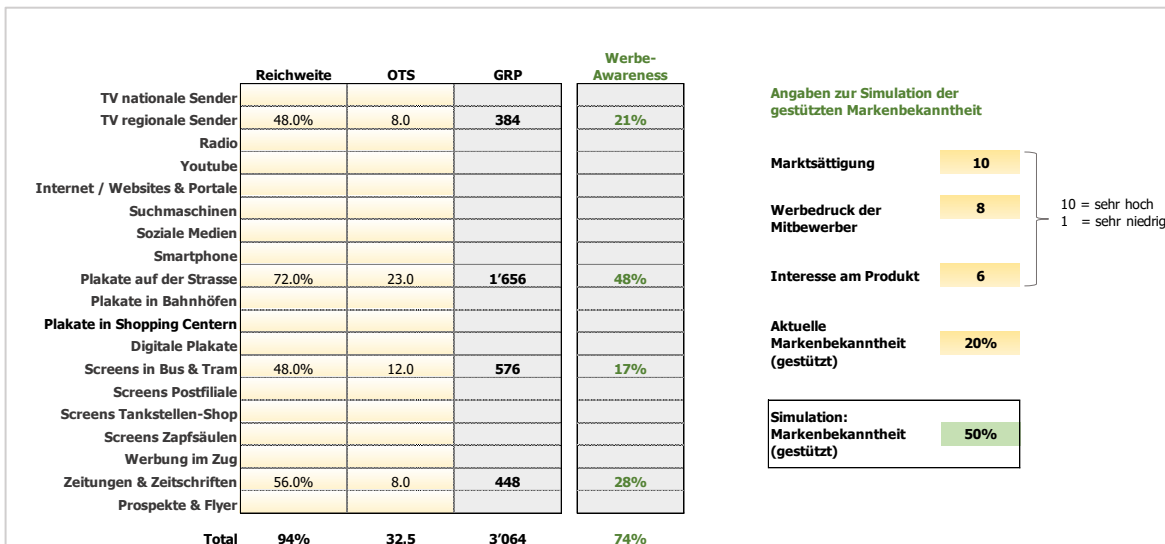 Reichweite OTS GRP Werbe-
Awareness
TV nationale Sender
TV regionale Sender 48.0% 8.0 384 21%
Radio
Youtube
Internet / Websites & Portale
Suchmaschinen
Soziale Medien
Smartphone
Plakate auf der Strasse 72.0% 23.0 1'656 48%
Plakate in Bahnhöfen
Plakate in Shopping Centern
Digitale Plakate
Screens in Bus & Tram 48.0% 12.0 576 17%
Screens Postfiliale
Screens Tankstellen-Shop
Screens Zapfsäulen
Werbung im Zug
Zeitungen & Zeitschriften 56.0% 8.0 448 28%
Prospekte & Flyer
Total 94% 32.5 3'064 74%
Angaben zur Simulation der
gestützten Markenbekanntheit
Marktsättigung 10
Werbedruck der
Mitbewerber 8
Interesse am Produkt 6
10 = sehr hoch
1 = sehr niedrig
Aktuelle
Markenbekanntheit 20%
(gestützt)
Simulation:
Markenbekanntheit 50%
(gestützt)